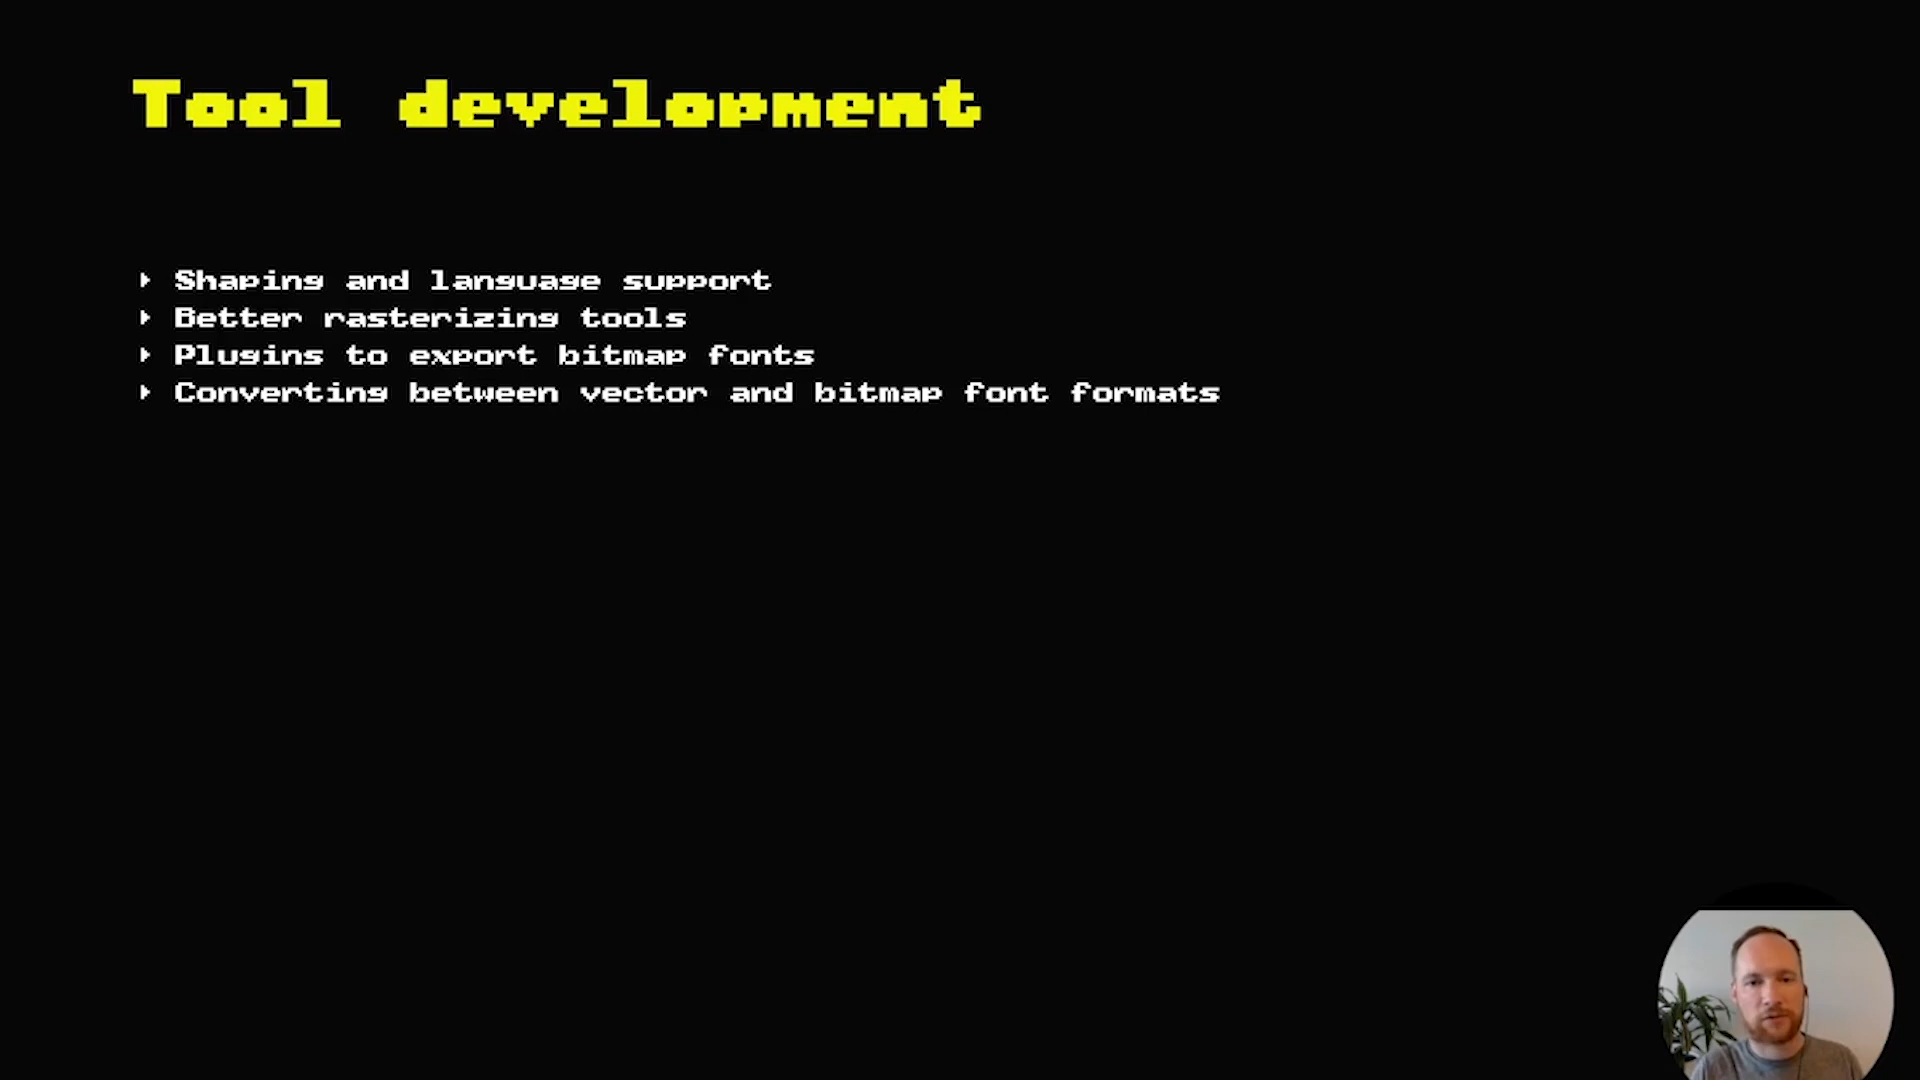 Tool development
‣ Shaping and language support
‣ Better rasterizing tools
‣ Plugins to export bitmap fonts
‣ Converting between vector and bitmap font formats